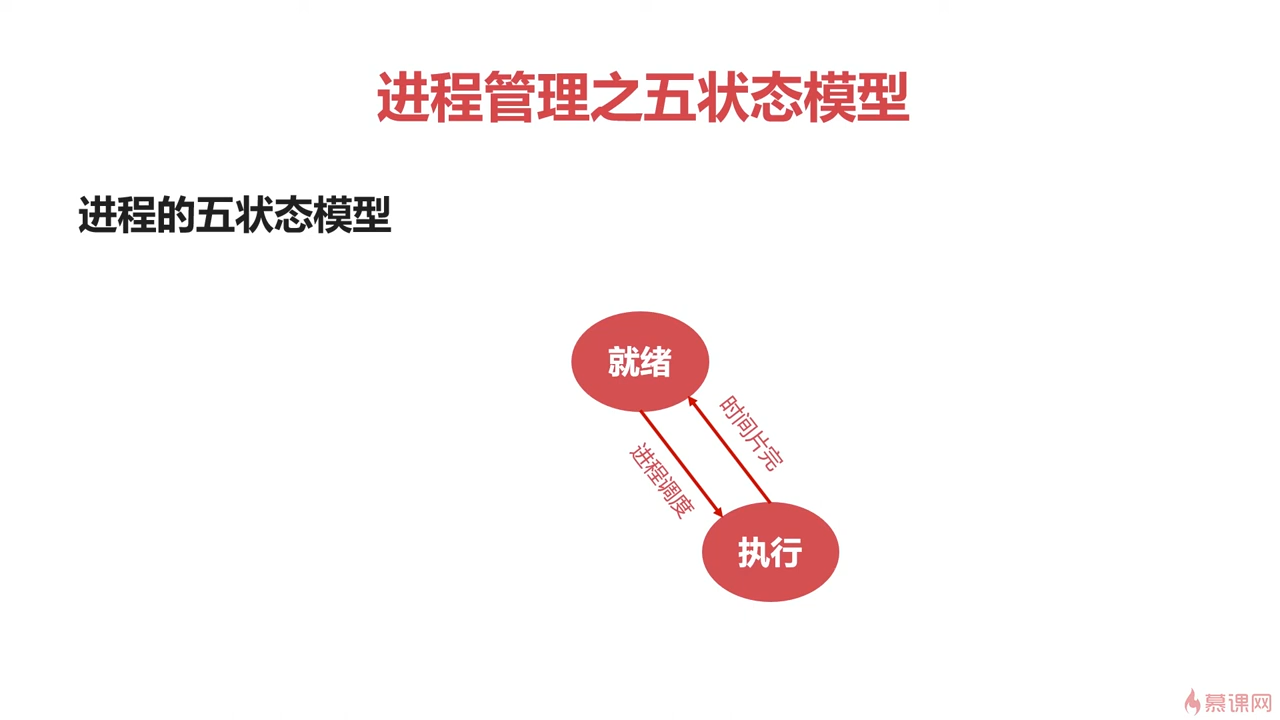 进程管理之五状态模型
进程的五状态模型
就绪
时间片完
进程调度
执行
慕课网